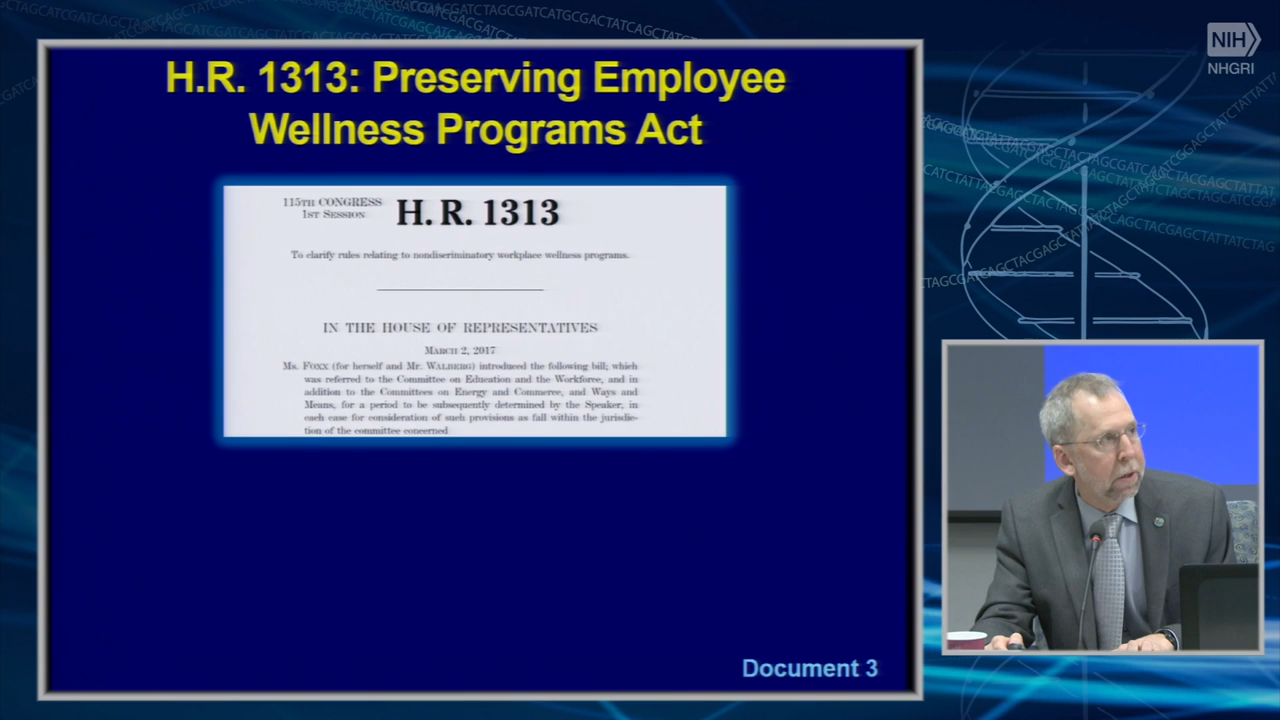 NIH
NHGRI
H.R. 1313: Preserving Employee
Wellness Programs Act
115TH CONGRESS
1ST SESSION
H. R. 1313
To clarify rules relating to nondiscriminatory workplace wellness programs.
IN THE HOUSE OF REPRESENTATIVES
MARCH 2, 2017
Ms. FOXX (for herself and Mr. WALBERG) introduced the following bill; which
was referred to the Committee on Education and the Workforce, and in
addition to the Committees on Energy and Commerce, and Ways and
Means, for a period to be subsequently determined by the Speaker, in
each case for consideration of such provisions as fall within the jurisdic-
tion of the committee concerned
Document 3